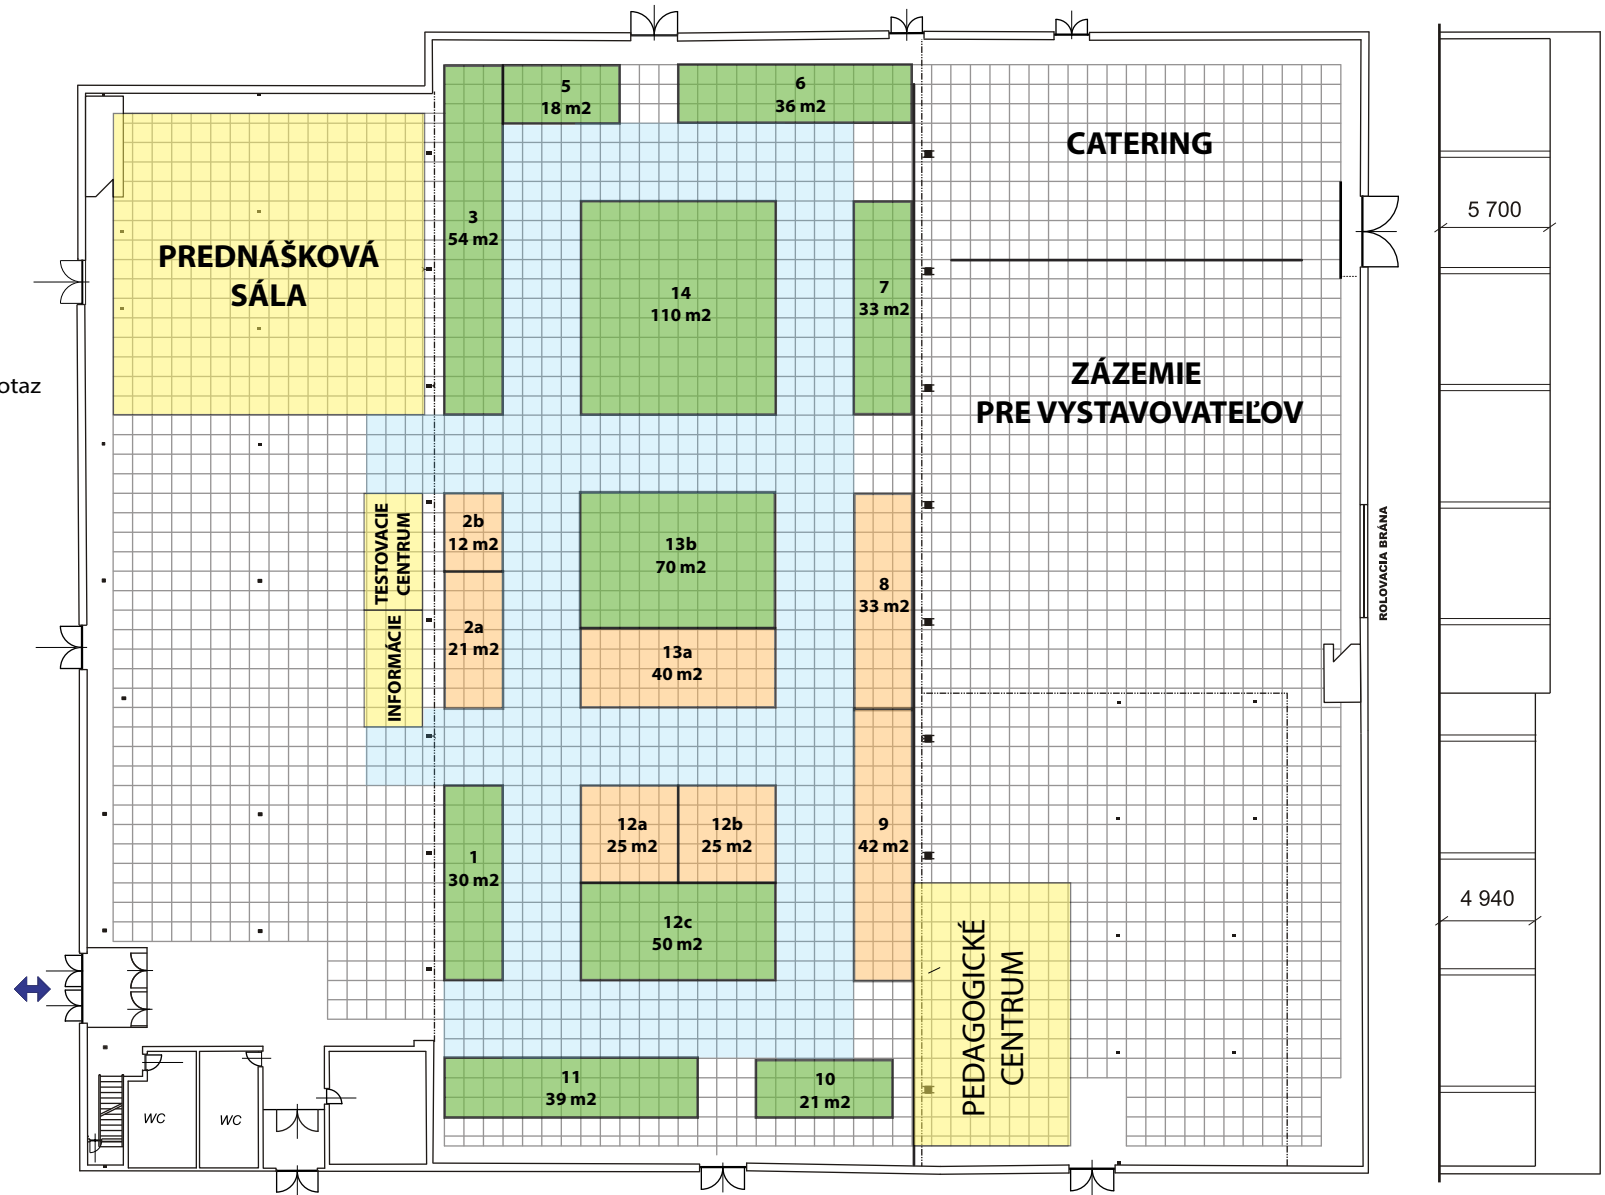 5
18 m2
6
36 m2
CATERING
5 700
3
54 m2
PREDNÁŠKOVÁ
SÁLA
14
110 m2
7
33 m2
otaz
ZÁZEMIE
PRE VYSTAVOVATEĽOV
TESTOVACIE
CENTRUM
INFORMÁCIE
2b
12 m2
2a
21 m2
13b
70 m2
13a
40 m2
8
33 m2
ROLOVACIA BRÁNA
1
30 m2
12a
25 m2
12b
25 m2
12c
50 m2
9
42 m2
4 940
PEDAGOGICKÉ
CENTRUM
11
39 m2
10
21 m2
WC
WC